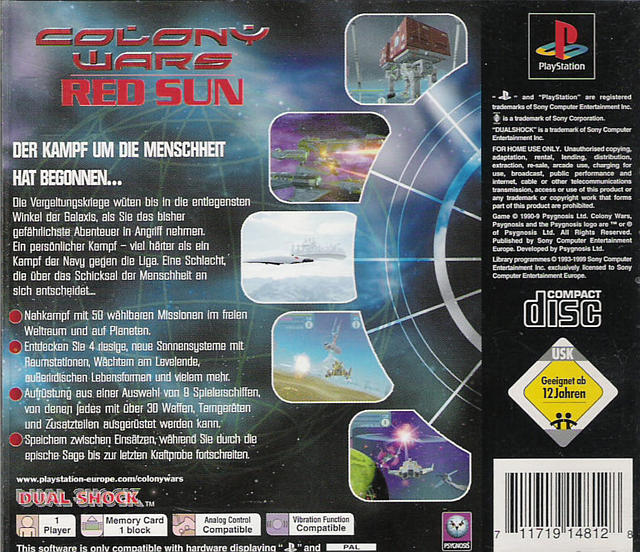 COLONY
WARS
RED SUN
DER KAMPF UM DIE MENSCHHEIT
HAT BEGONNEN...
Die Vergeltungskriege wüten bis in die entlegensten
Winkel der Galaxis, als Sie das bisher
gefährlichste Abenteuer in Angriff nehmen.
Ein persönlicher Kampf – viel härter als ein
Kampf der Navy gegen die Liga. Eine Schlacht,
die über das Schicksal der Menschheit an
sich entscheidet...
Nahkampf mit 50 wählbaren Missionen im freien
Weltraum und auf Planeten.
Entdecken Sie 4 riesige, neue Sonnensysteme mit
Raumstationen, Wächtern am Levelende,
außerirdischen Lebensformen und vielem mehr.
Aufrüstung aus einer Auswahl von 9 Spielerschiffen,
von denen jedes mit über 30 Waffen, Tarngeräten
und Zusatzteilen ausgerüstet werden kann.
Speichern zwischen Einsätzen, während Sie durch die
epische Saga bis zur letzten Kraftprobe fortschreiten.
www.playstation-europe.com/colonywars
DUAL SHOCK™
1
Player
Memory Card
1 block
Analog Control
Compatible
Vibration Function
Compatible
PSYGNOSIS
This software is only compatible with hardware displaying " " and PAL
PlayStation
" " and "PlayStation" are registered
trademarks of Sony Computer Entertainment Inc.
is a trademark of Sony Corporation.
"DUALSHOCK" is a trademark of Sony Computer
Entertainment Inc.
FOR HOME USE ONLY. Unauthorised copying,
adaptation, rental, lending, distribution,
extraction, re-sale, arcade use, charging for
use, broadcast, public performance and
internet, cable or other telecommunications
transmission, access or use of this product or
any trademark or copyright work that forms
part of this product are prohibited.
Game © 1990-9 Psygnosis Ltd. Colony Wars,
Psygnosis and the Psygnosis logo are ™ or ®
of Psygnosis Ltd. All Rights Reserved.
Published by Sony Computer Entertainment
Europe. Developed by Psygnosis Ltd.
Library programmes © 1993-1999 Sony Computer
Entertainment Inc. exclusively licensed to Sony
Computer Entertainment Europe.
COMPACT
disc
USK
Geeignet ab
12 Jahren
7 11719 14812 8